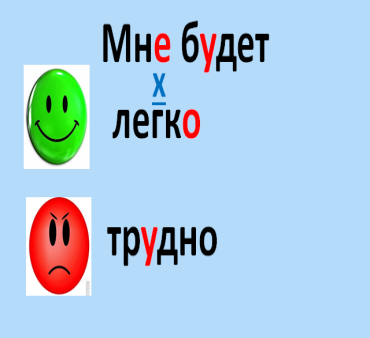 Мне будет
х
легко
трудно